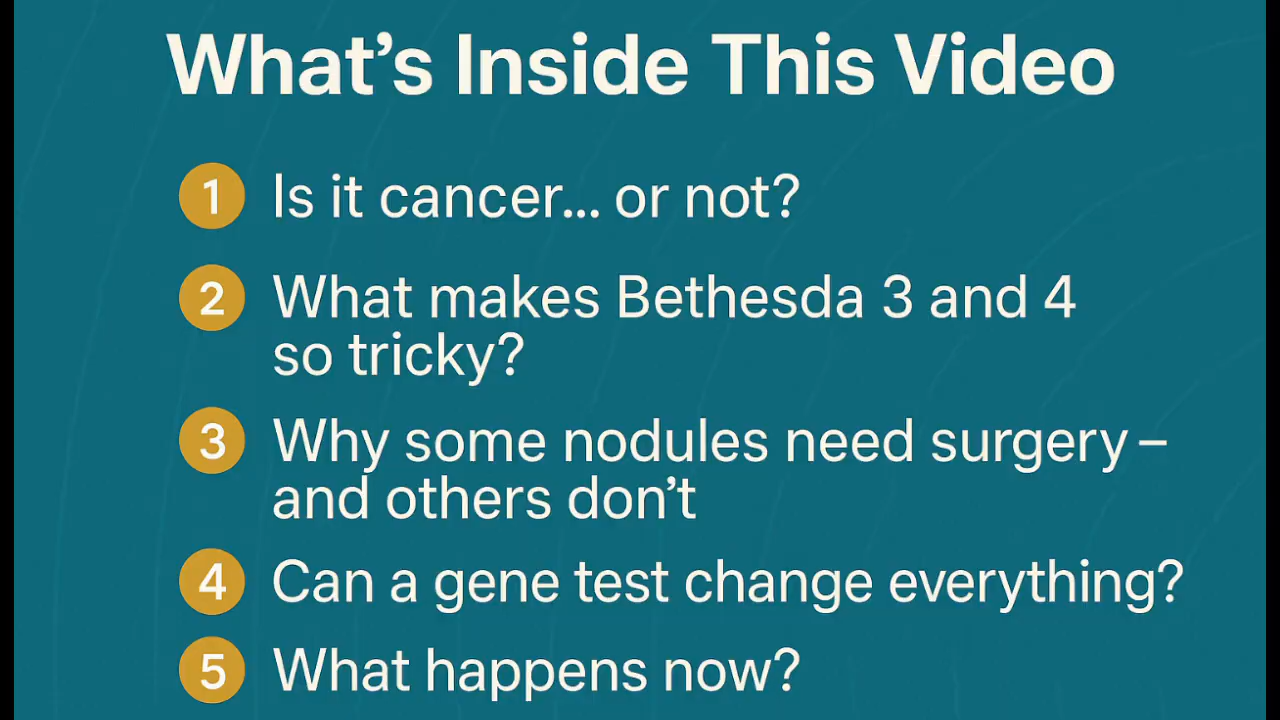 What's Inside This Video
1 Is it cancer... or not?
2 What makes Bethesda 3 and 4
so tricky?
3 Why some nodules need surgery –
and others don't
4 Can a gene test change everything?
5 What happens now?